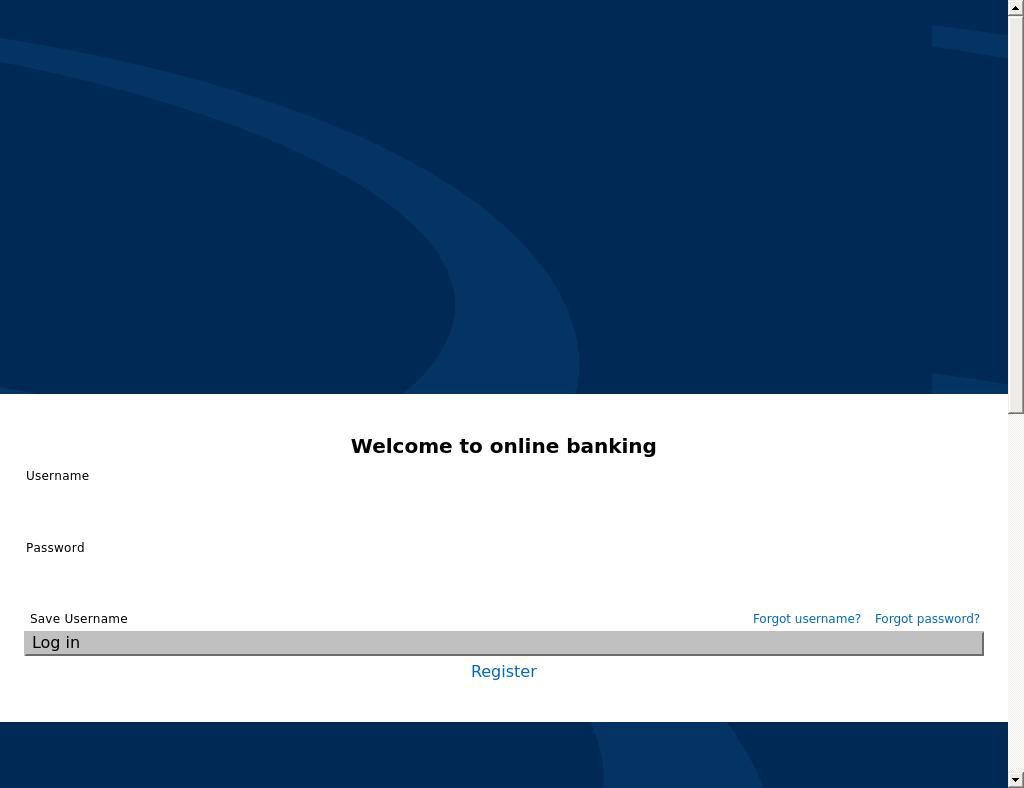 Welcome to online banking
Username
Password
Save Username
Forgot username? Forgot password?
Log in
Register